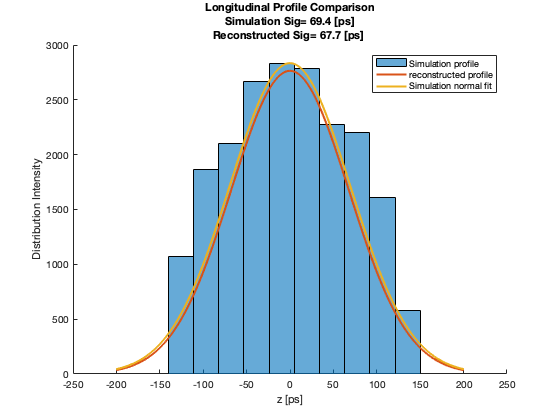 Longitudinal Profile Comparison
Simulation Sig= 69.4 [ps]
Reconstructed Sig= 67.7 [ps]
Simulation profile
reconstructed profile
Simulation normal fit
Distribution Intensity
3000
2500
2000
1500
1000
500
0
-250 -200 -150 -100 -50 0 50 100 150 200 250
z [ps]